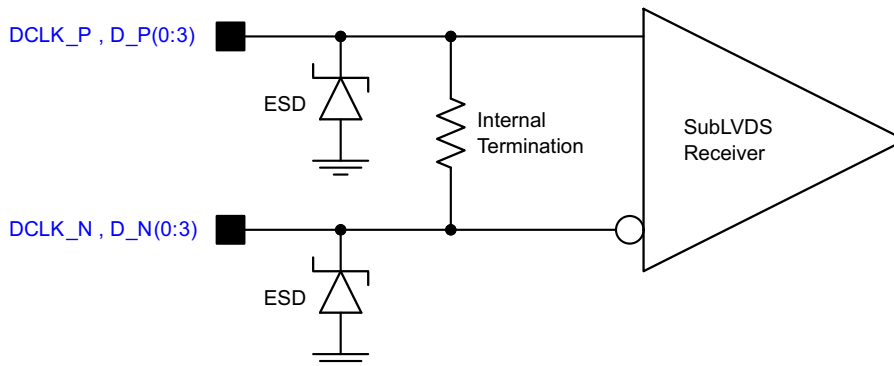 DCLK_P , D_P(0:3)
ESD
Internal
Termination
SubLVDS
Receiver
DCLK_N , D_N(0:3)
ESD